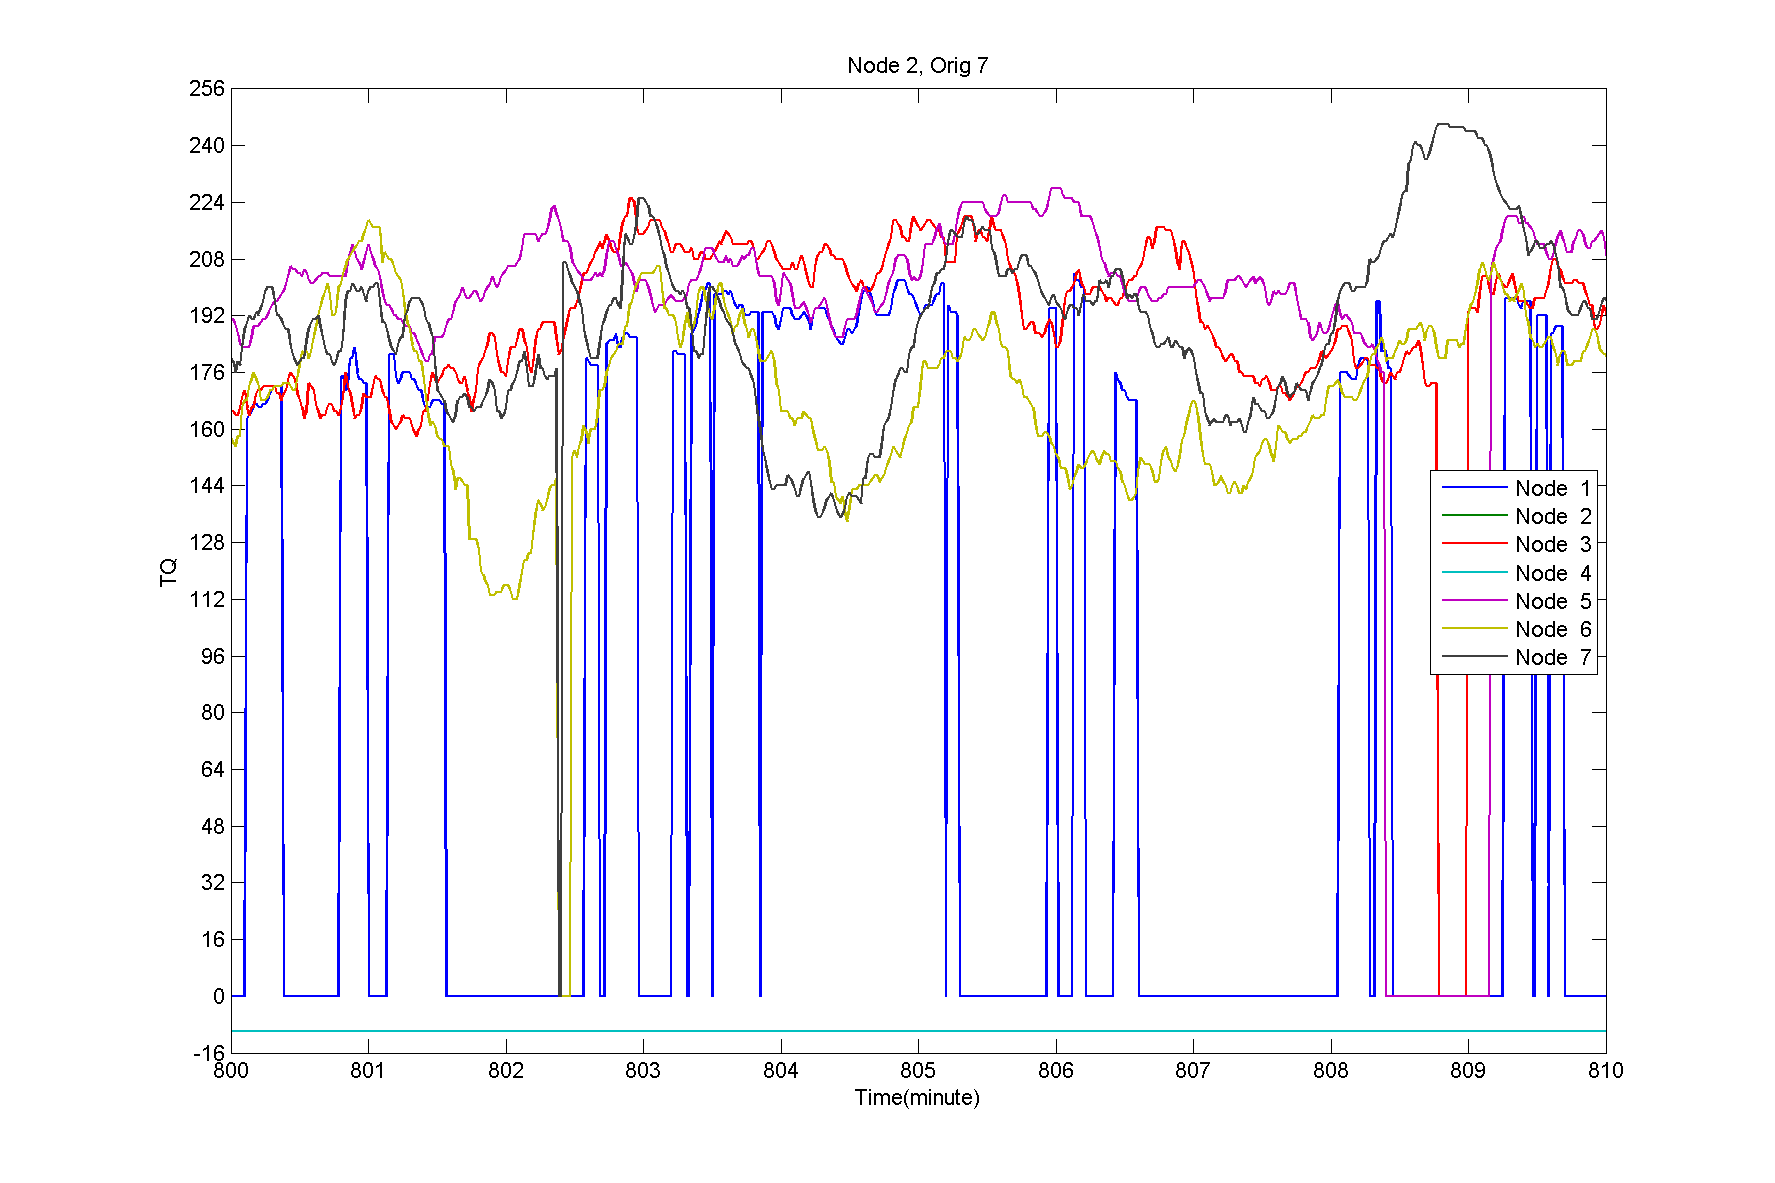 Node 2, Orig 7
256
240
224
208
192
176
160
144
128
112
96
80
64
48
32
16
0
-16
TQ
Node 1
Node 2
Node 3
Node 4
Node 5
Node 6
Node 7
800 801 802 803 804 805 806 807 808 809 810
Time(minute)